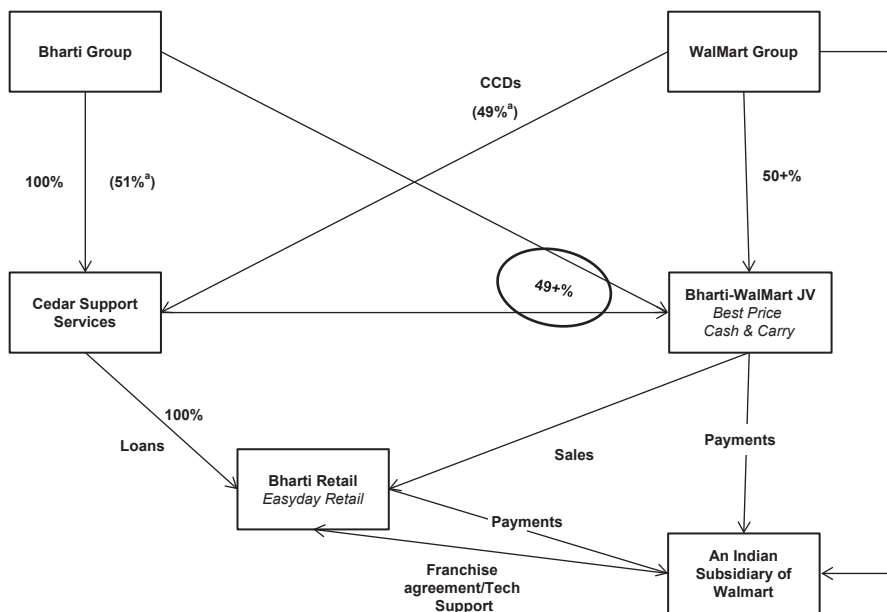 Bharti Group
WalMart Group
CCDs
(49%ᵃ)
100%
(51%ᵃ)
50+%
49+%
Cedar Support
Services
Bharti-WalMart JV
Best Price
Cash & Carry
100%
Loans
Sales
Payments
Bharti Retail
Easyday Retail
Payments
Franchise
agreement/Tech
Support
An Indian
Subsidiary of
Walmart